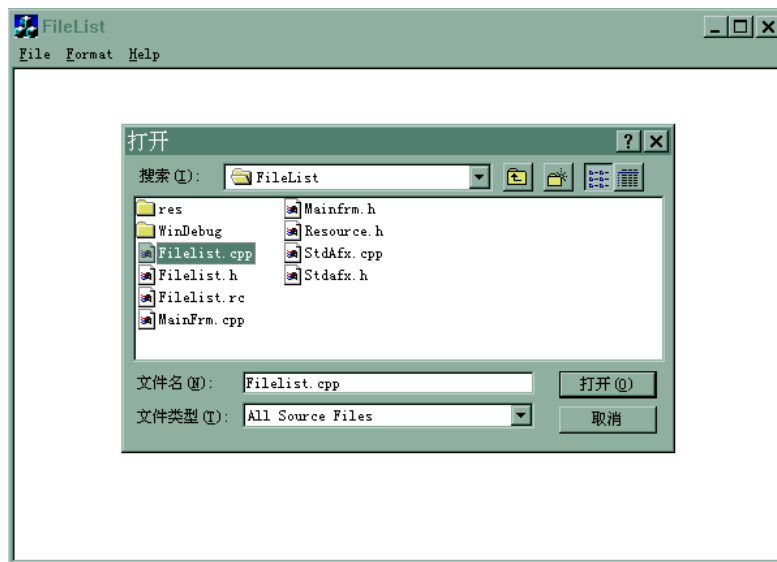 FileList
File Format Help
打开
搜索(I): FileList
res
WinDebug
Filelist.cpp
Filelist.h
Filelist.rc
MainFrm.cpp
Mainfrm.h
Resource.h
StdAfx.cpp
Stdafx.h
文件名(N): Filelist.cpp 打开(O)
文件类型(T): All Source Files 取消